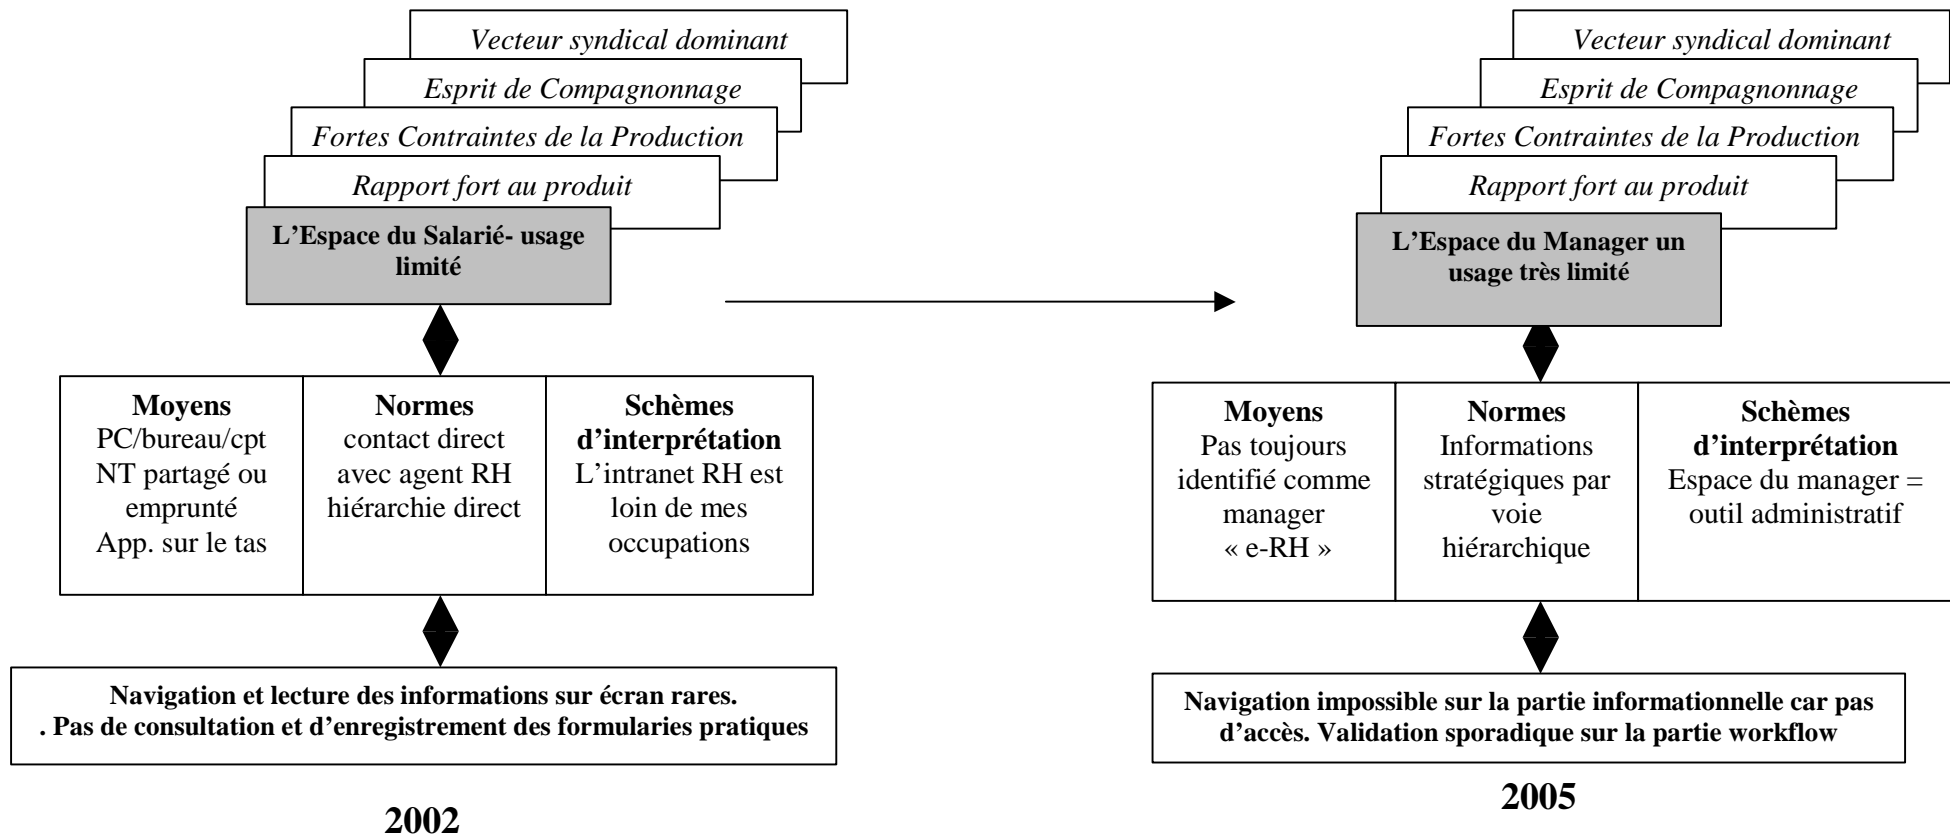 Vecteur syndical dominant
Esprit de Compagnonnage
Fortes Contraintes de la Production
Rapport fort au produit
L’Espace du Salarié- usage
limité
Moyens
PC/bureau/cpt
NT partagé ou
emprunté
App. sur le tas
Normes
contact direct
avec agent RH
hiérarchie direct
Schèmes
d’interprétation
L’intranet RH est
loin de mes
occupations
Navigation et lecture des informations sur écran rares.
. Pas de consultation et d’enregistrement des formularies pratiques
2002
Vecteur syndical dominant
Esprit de Compagnonnage
Fortes Contraintes de la Production
Rapport fort au produit
L’Espace du Manager un
usage très limité
Moyens
Pas toujours
identifié comme
manager
« e-RH »
Normes
Informations
stratégiques par
voie
hiérarchique
Schèmes
d’interprétation
Espace du manager =
outil administratif
Navigation impossible sur la partie informationnelle car pas
d’accès. Validation sporadique sur la partie workflow
2005